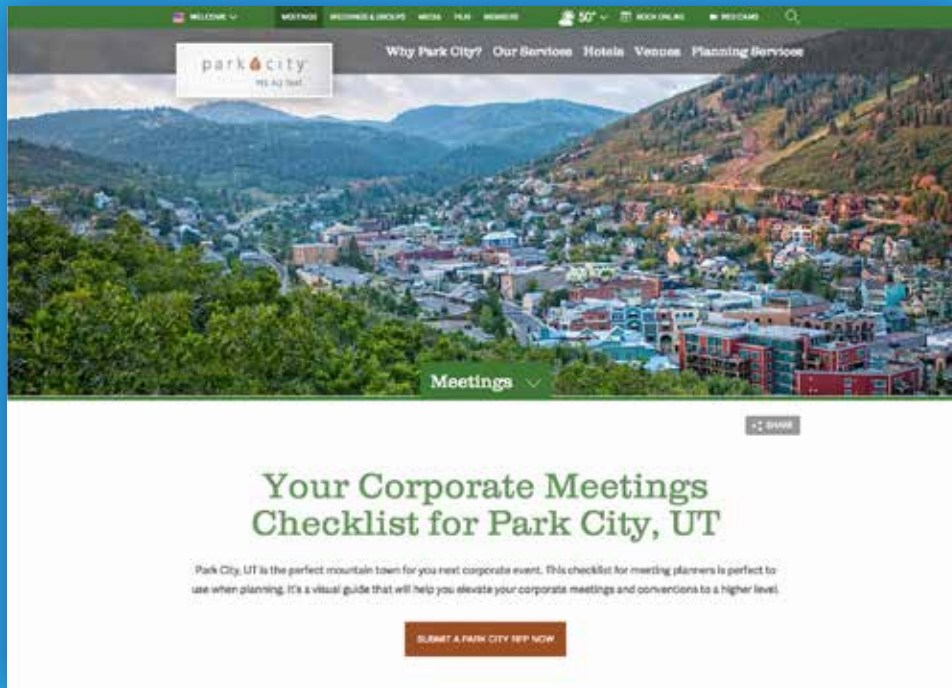 WELCOME MEETINGS WEDDINGS & GROUPS MEDIA FILM MEMBERS 50° BOOK ONLINE WEBCAMS
park city
Why Park City? Our Services Hotels Venues Planning Services
Meetings
SHARE
Your Corporate Meetings
Checklist for Park City, UT
Park City, UT is the perfect mountain town for you next corporate event. This checklist for meeting planners is perfect to
use when planning. It's a visual guide that will help you elevate your corporate meetings and conventions to a higher level.
SUBMIT A PARK CITY RFP NOW